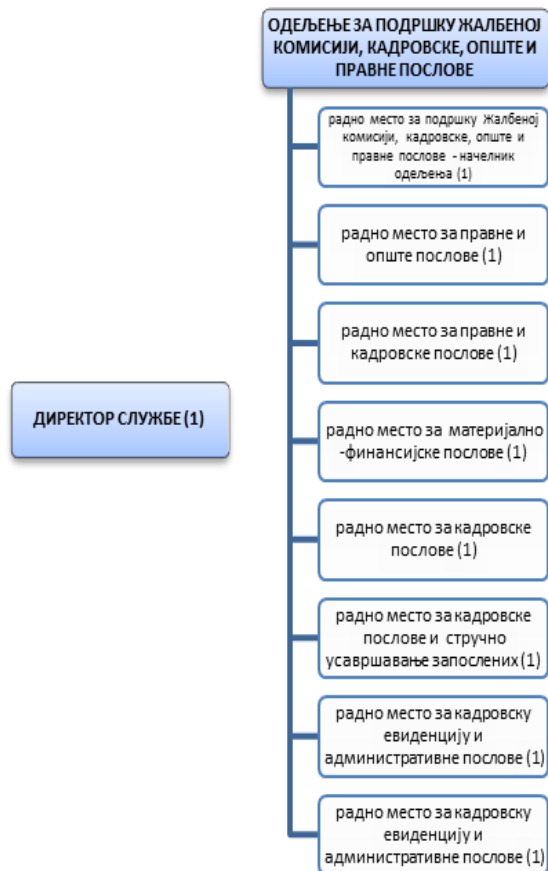 ОДЕЉЕЊЕ ЗА ПОДРШКУ ЖАЛБЕНОЈ
КОМИСИЈИ, КАДРОВСКЕ, ОПШТЕ И
ПРАВНЕ ПОСЛОВЕ
радно место за подршку Жалбеној
комисији, кадровске, опште и
правне послове - начелник
одељења (1)
радно место за правне и
опште послове (1)
радно место за правне и
кадровске послове (1)
ДИРЕКТОР СЛУЖБЕ (1)
радно место за материјално
-финансијске послове (1)
радно место за кадровске
послове (1)
радно место за кадровске
послове и стручно
усавршавање запослених (1)
радно место за кадровску
евиденцију и
административне послове (1)
радно место за кадровску
евиденцију и
административне послове (1)